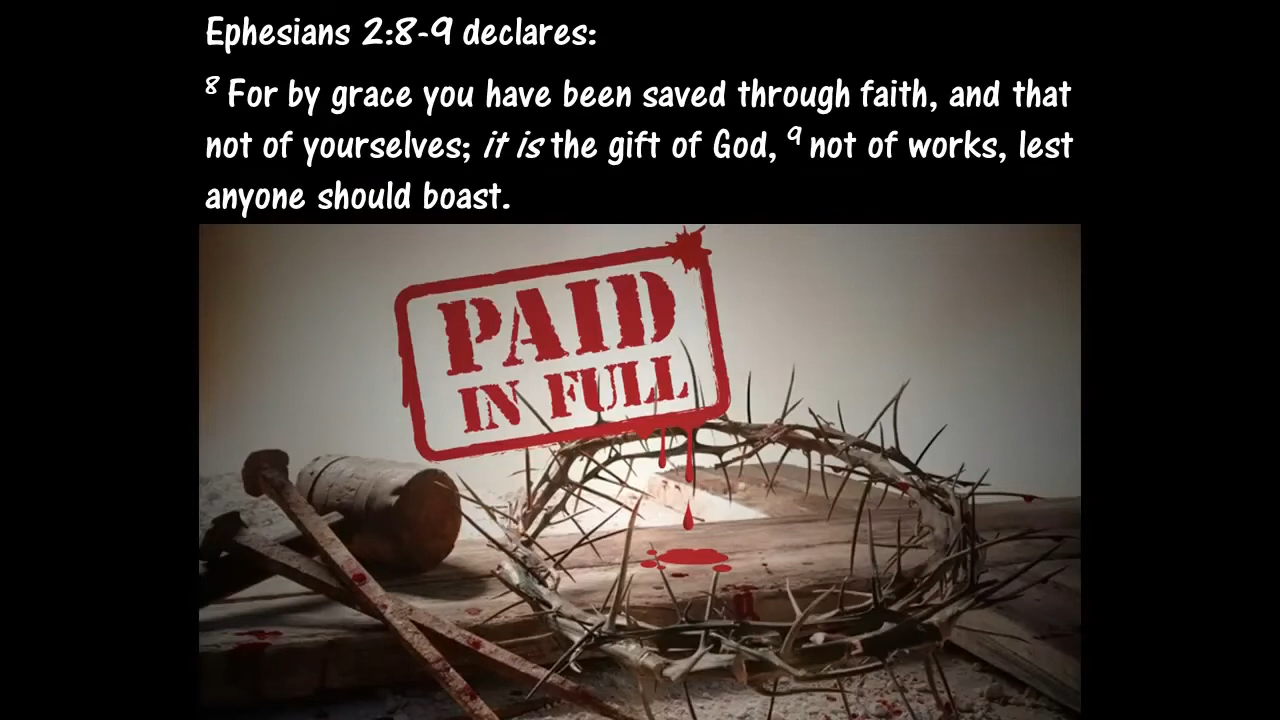 Ephesians 2:8-9 declares:
8 For by grace you have been saved through faith, and that
not of yourselves; it is the gift of God, 9 not of works, lest
anyone should boast.
PAID
IN FULL